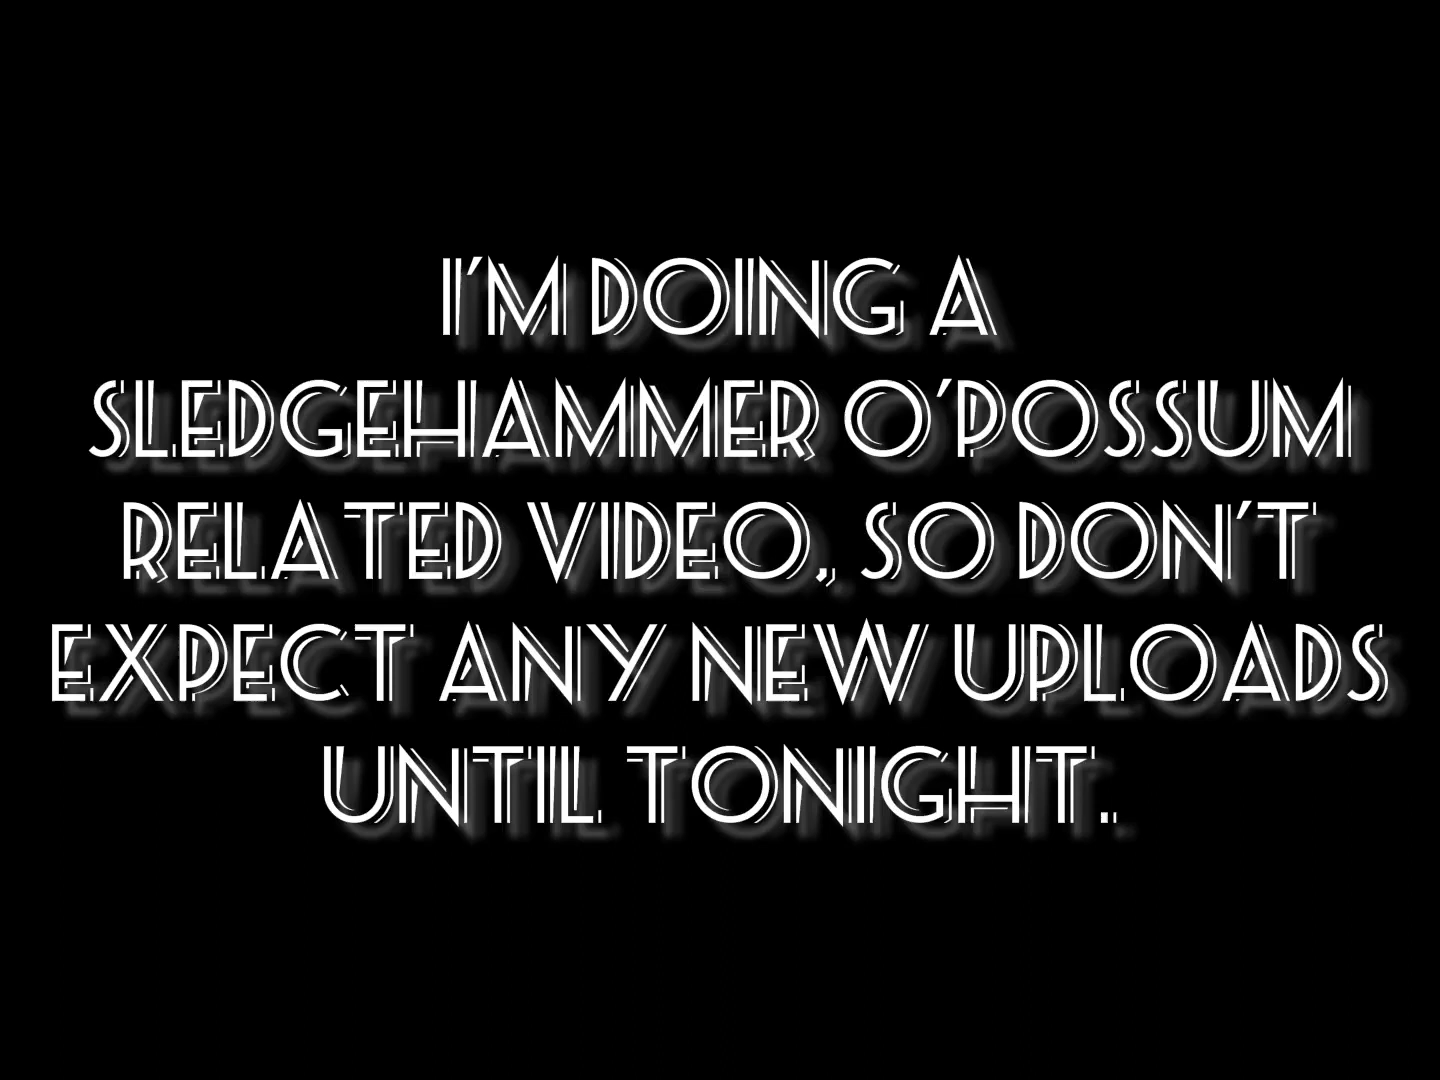 I'M DOING A
SLEDGEHAMMER O'POSSUM
RELATED VIDEO, SO DON'T
EXPECT ANY NEW UPLOADS
UNTIL TONIGHT.